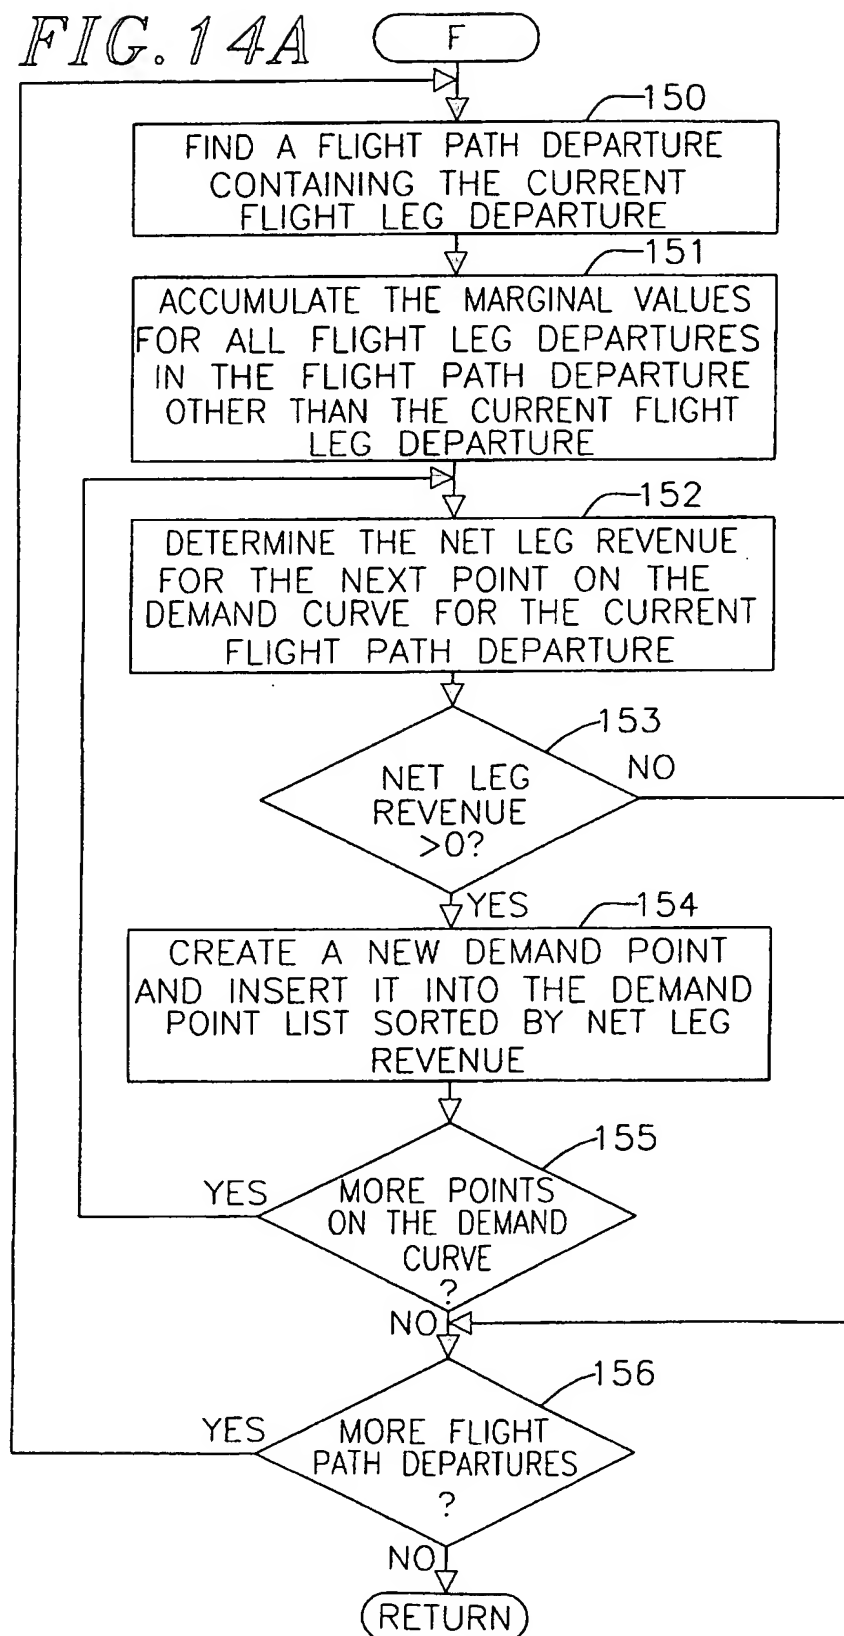 FIG.14A
F
150
FIND A FLIGHT PATH DEPARTURE
CONTAINING THE CURRENT
FLIGHT LEG DEPARTURE
151
ACCUMULATE THE MARGINAL VALUES
FOR ALL FLIGHT LEG DEPARTURES
IN THE FLIGHT PATH DEPARTURE
OTHER THAN THE CURRENT FLIGHT
LEG DEPARTURE
152
DETERMINE THE NET LEG REVENUE
FOR THE NEXT POINT ON THE
DEMAND CURVE FOR THE CURRENT
FLIGHT PATH DEPARTURE
153
NET LEG
REVENUE
>0?
NO
YES
154
CREATE A NEW DEMAND POINT
AND INSERT IT INTO THE DEMAND
POINT LIST SORTED BY NET LEG
REVENUE
155
YES
MORE POINTS
ON THE DEMAND
CURVE
?
NO
156
YES
MORE FLIGHT
PATH DEPARTURES
?
NO
RETURN